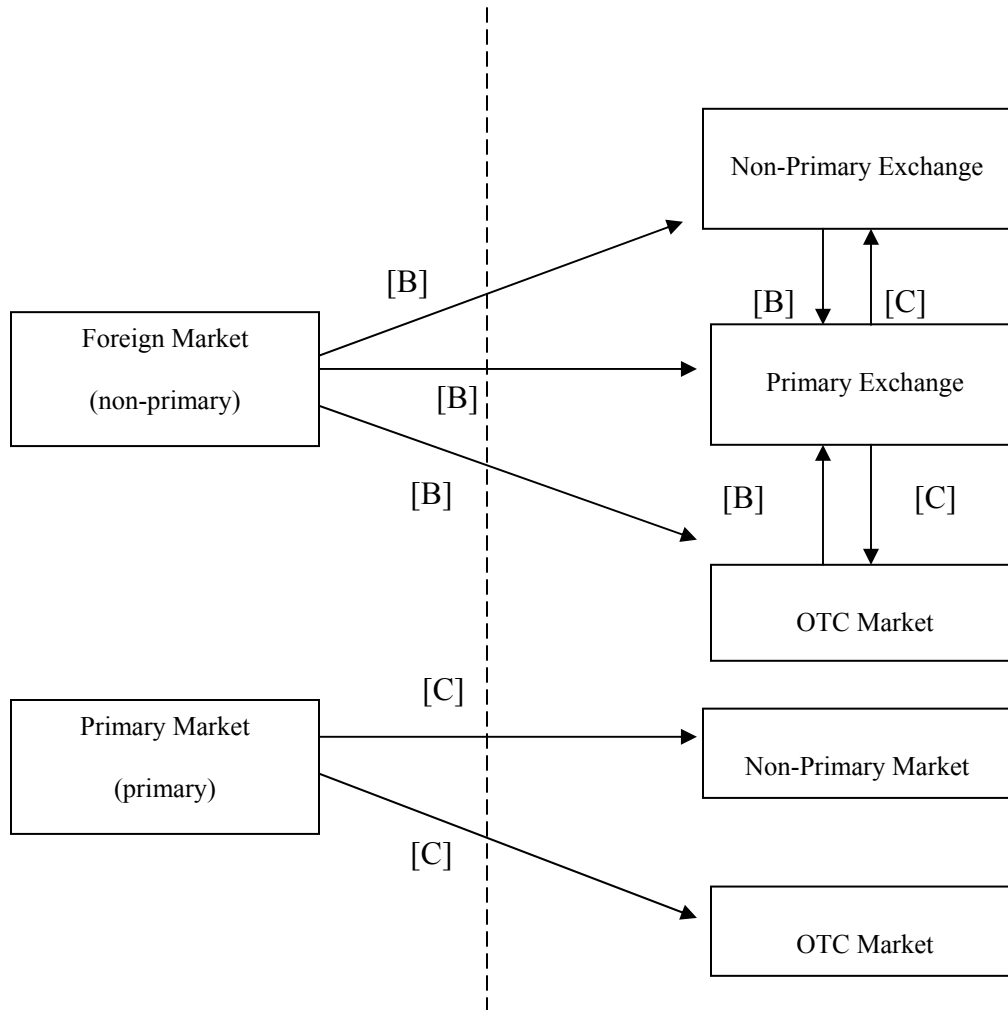 Non-Primary Exchange
[B]
[B]
[C]
Foreign Market
(non-primary)
Primary Exchange
[B]
[B]
[B]
[C]
OTC Market
[C]
Primary Market
(primary)
Non-Primary Market
[C]
OTC Market